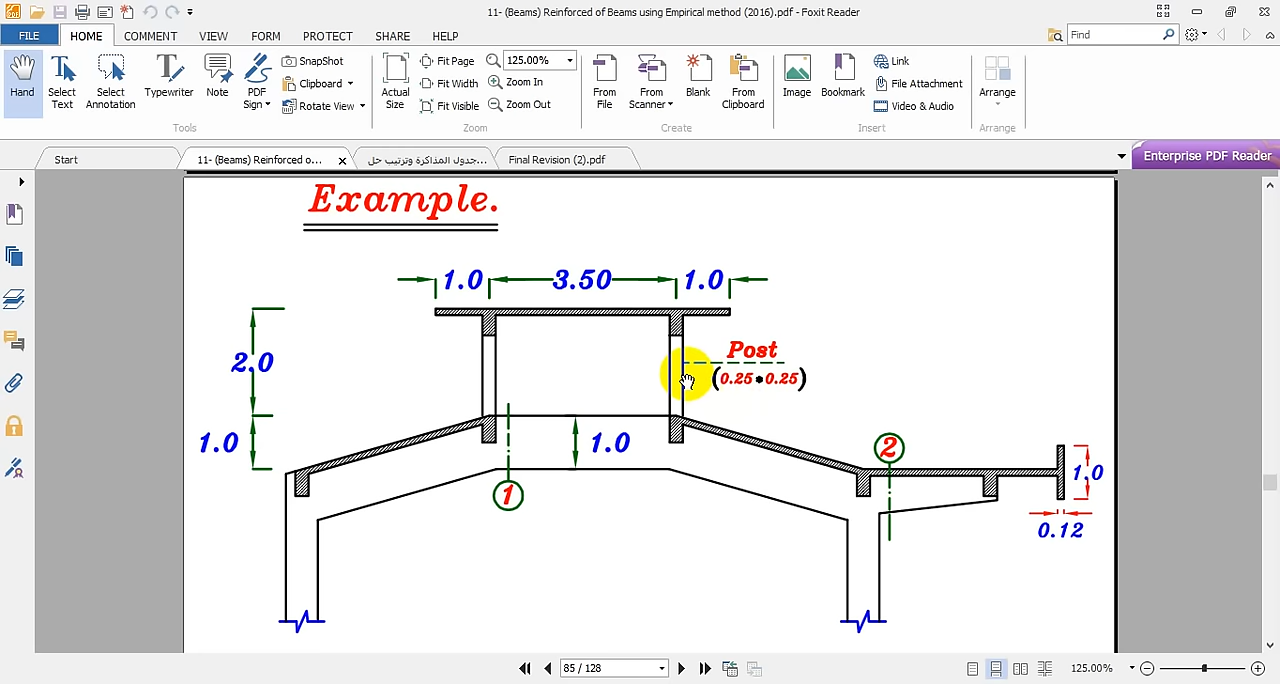 11- (Beams) Reinforced of Beams using Empirical method (2016).pdf - Foxit Reader
FILE HOME COMMENT VIEW FORM PROTECT SHARE HELP Find
Hand
Select Text
Select Annotation
Typewriter
Note
PDF Sign
SnapShot
Clipboard
Rotate View
Tools
Actual Size
Fit Page
Fit Width
Fit Visible
125.00%
Zoom In
Zoom Out
Zoom
From File
From Scanner
Blank
From Clipboard
Create
Image
Bookmark
Link
File Attachment
Video & Audio
Insert
Arrange
Arrange
Start 11- (Beams) Reinforced o... جدول المذاكرة وترتيب حل... Final Revision (2).pdf Enterprise PDF Reader
Example.
1.0 3.50 1.0
2.0
Post
(0.25*0.25)
1.0
1.0
1
2
1.0
0.12
85 / 128 125.00%